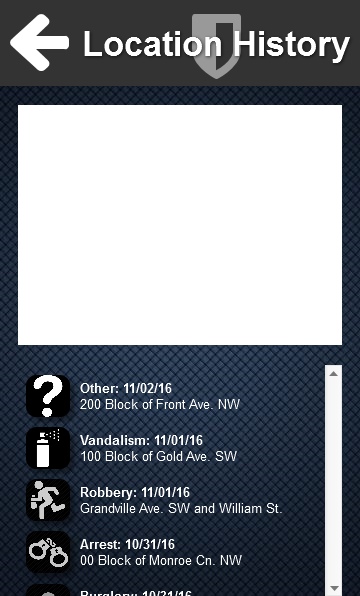 Location History
Other: 11/02/16
200 Block of Front Ave. NW
Vandalism: 11/01/16
100 Block of Gold Ave. SW
Robbery: 11/01/16
Grandville Ave. SW and William St.
Arrest: 10/31/16
00 Block of Monroe Cn. NW
Burglary: 10/31/16